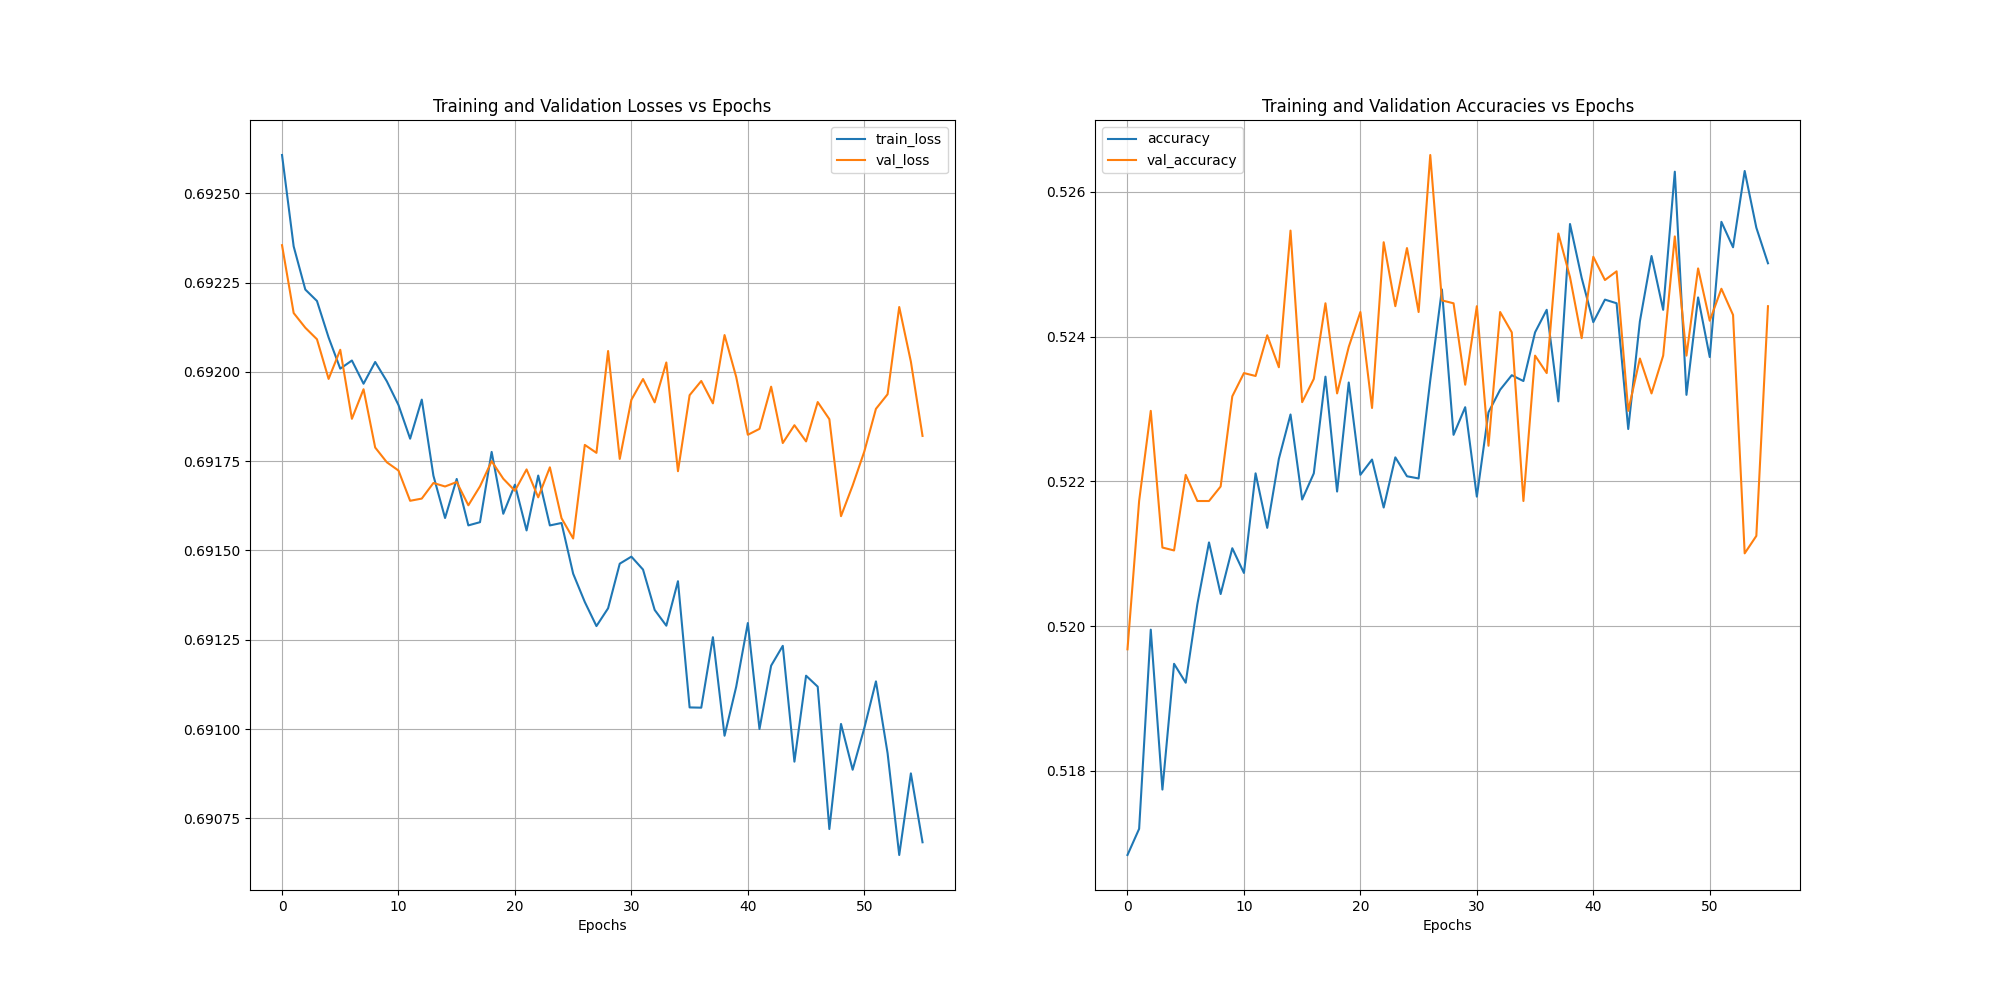 Training and Validation Losses vs Epochs
train_loss
val_loss
0.69250
0.69225
0.69200
0.69175
0.69150
0.69125
0.69100
0.69075
0 10 20 30 40 50
Epochs
Training and Validation Accuracies vs Epochs
accuracy
val_accuracy
0.526
0.524
0.522
0.520
0.518
0 10 20 30 40 50
Epochs